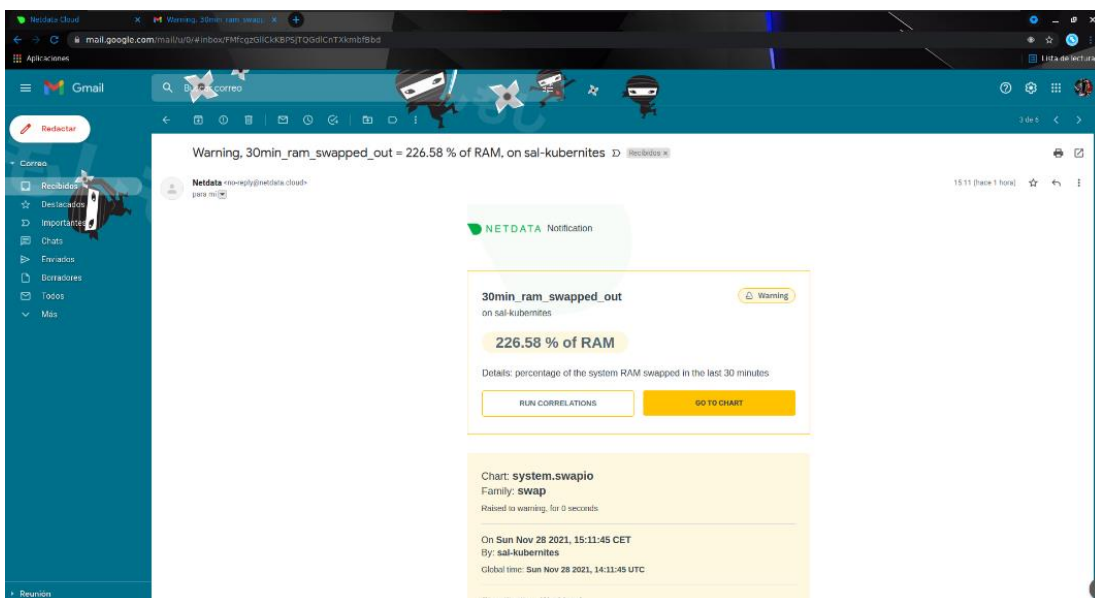 Netdata Cloud
Warning, 30min_ram_swapp
mail.google.com/mail/u/0/#inbox/
Aplicaciones
Lista de lectura
Gmail
correo
Redactar
3 de
Correo
Recibidos
Destacados
Importantes
Chats
Enviados
Borradores
Todos
Más
Reunión
Warning, 30min_ram_swapped_out = 226.58 % of RAM, on sal-kubernites
Recibidos x
Netdata <no-reply@netdata.cloud>
para mí
15:11 (hace 1 hora)
NETDATA Notification
30min_ram_swapped_out
Warning
on sal-kubernites
226.58 % of RAM
Details: percentage of the system RAM swapped in the last 30 minutes
RUN CORRELATIONS
GO TO CHART
Chart: system.swapio
Family: swap
Raised to warning, for 0 seconds
On Sun Nov 28 2021, 15:11:45 CET
By: sal-kubernites
Global time: Sun Nov 28 2021, 14:11:45 UTC